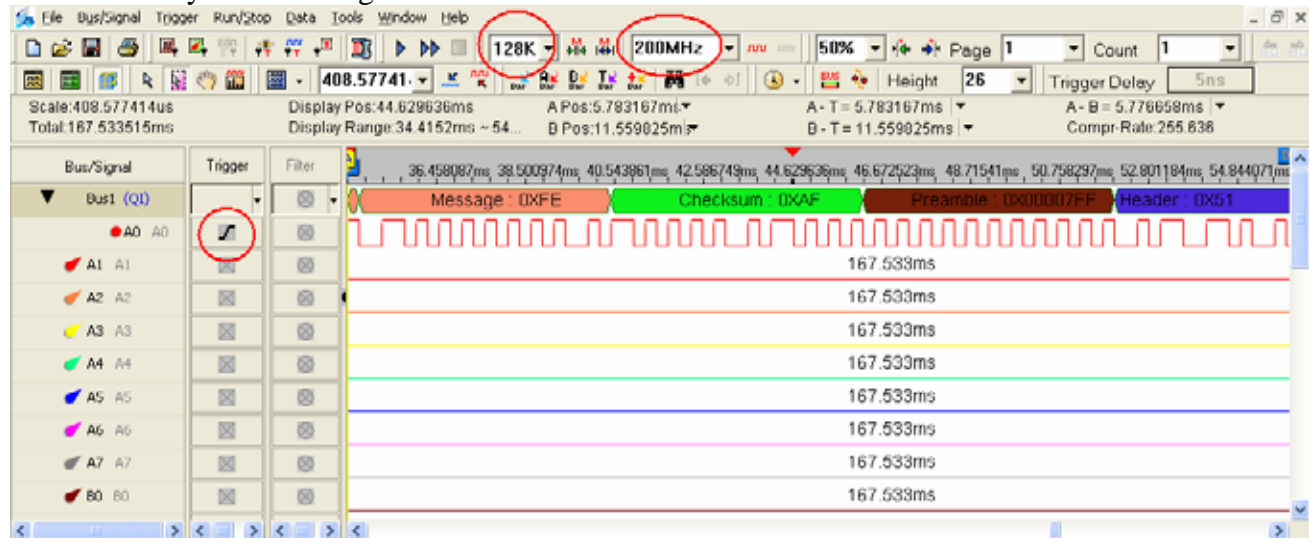 File Bus/Signal Trigger Run/Stop Data Tools Window Help
128K 200MHz 50% Page 1 Count 1
408.57741 Height 26 Trigger Delay 5ns
Scale:408.577414us Display Pos:44.629636ms A Pos:5.783167ms A - T = 5.783167ms A - B = 5.776658ms
Total:167.533515ms Display Range:34.4152ms ~ 54... B Pos:11.559825ms B - T = 11.559825ms Compr-Rate:255.636
Bus/Signal Trigger Filter 36.458087ms 38.500974ms 40.543861ms 42.586749ms 44.629636ms 46.672523ms 48.71541ms 50.758297ms 52.801184ms 54.844071ms
Bus1 (QI) Message : 0XFE Checksum : 0XAF Preamble : 0X00007FF Header : 0X51
A0 A0
A1 A1 167.533ms
A2 A2 167.533ms
A3 A3 167.533ms
A4 A4 167.533ms
A5 A5 167.533ms
A6 A6 167.533ms
A7 A7 167.533ms
B0 B0 167.533ms